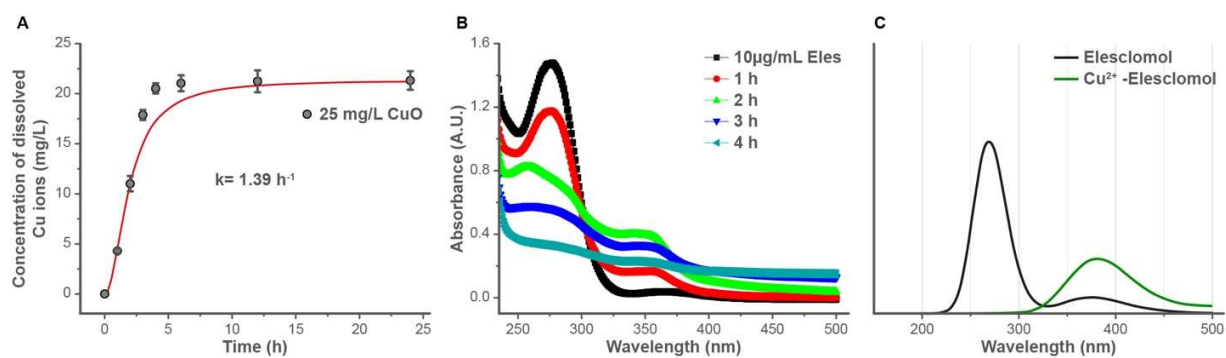 A
Concentration of dissolved
Cu ions (mg/L)
25
20
15
10
5
0
25 mg/L CuO
k= 1.39 h⁻¹
0 5 10 15 20 25
Time (h)
B
Absorbance (A.U.)
1.6
1.2
0.8
0.4
0.0
10µg/mL Eles
1 h
2 h
3 h
4 h
250 300 350 400 450 500
Wavelength (nm)
C
Elesclomol
Cu²⁺ -Elesclomol
200 300 400 500
Wavelength (nm)